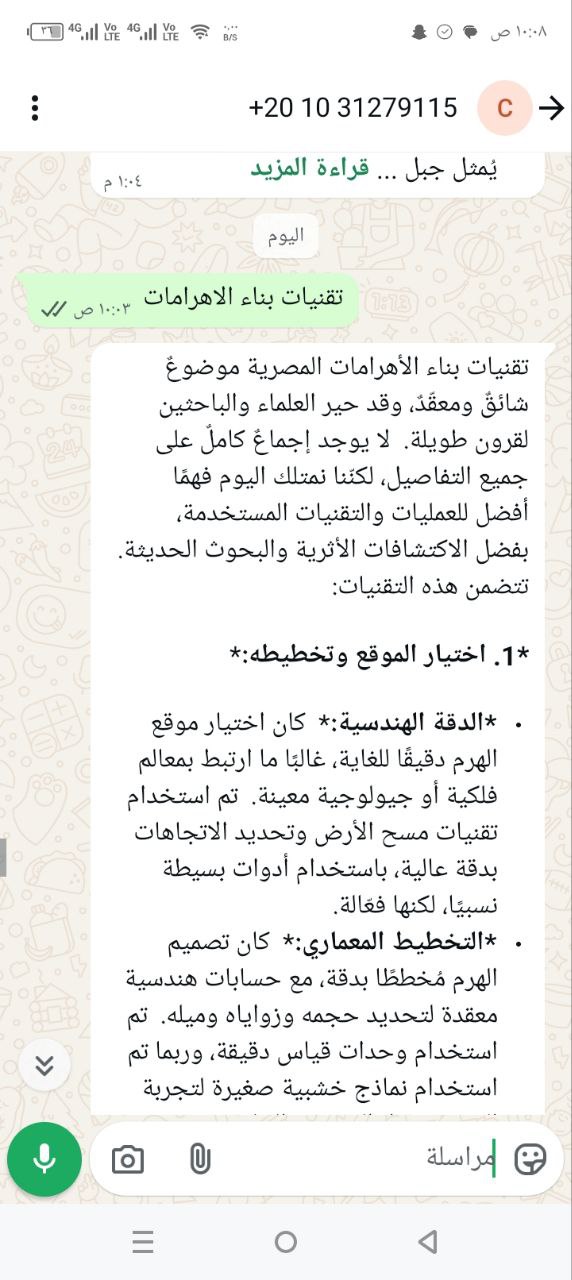 ١٠:٠٨ ص
4G Vo LTE 4G Vo LTE B/S ٣٦
+20 10 31279115
C
يُمثل جبل ... قراءة المزيد
١:٠٤ م
اليوم
تقنيات بناء الاهرامات
١٠:٠٣ ص
تقنيات بناء الأهرامات المصرية موضوعٌ
شائقٌ ومعقّدٌ، وقد حير العلماء والباحثين
لقرون طويلة. لا يوجد إجماعٌ كاملٌ على
جميع التفاصيل، لكنّنا نمتلك اليوم فهمًا
أفضل للعمليات والتقنيات المستخدمة،
بفضل الاكتشافات الأثرية والبحوث الحديثة.
تتضمن هذه التقنيات:
*1. اختيار الموقع وتخطيطه:*
• *الدقة الهندسية:* كان اختيار موقع
الهرم دقيقًا للغاية، غالبًا ما ارتبط بمعالم
فلكية أو جيولوجية معينة. تم استخدام
تقنيات مسح الأرض وتحديد الاتجاهات
بدقة عالية، باستخدام أدوات بسيطة
نسبيًا، لكنها فعّالة.
• *التخطيط المعماري:* كان تصميم
الهرم مُخططًا بدقة، مع حسابات هندسية
معقدة لتحديد حجمه وزواياه وميله. تم
استخدام وحدات قياس دقيقة، وربما تم
استخدام نماذج خشبية صغيرة لتجربة
مراسلة